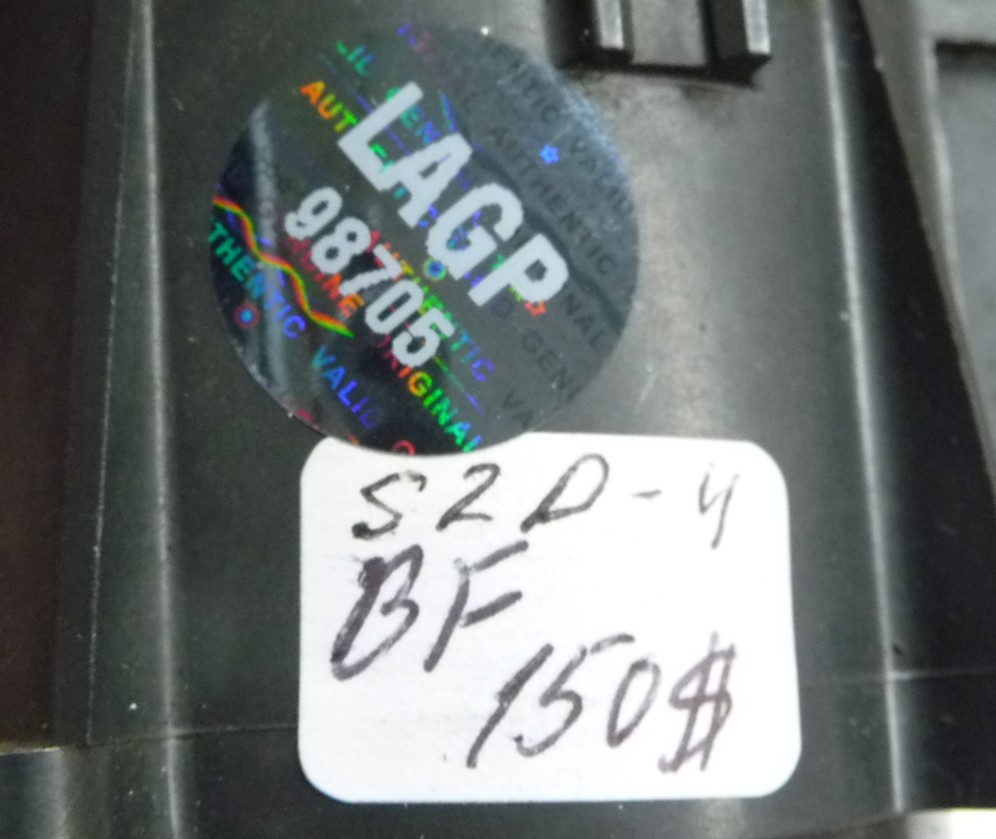 LAGP
98705
S2D-4
BF
150$